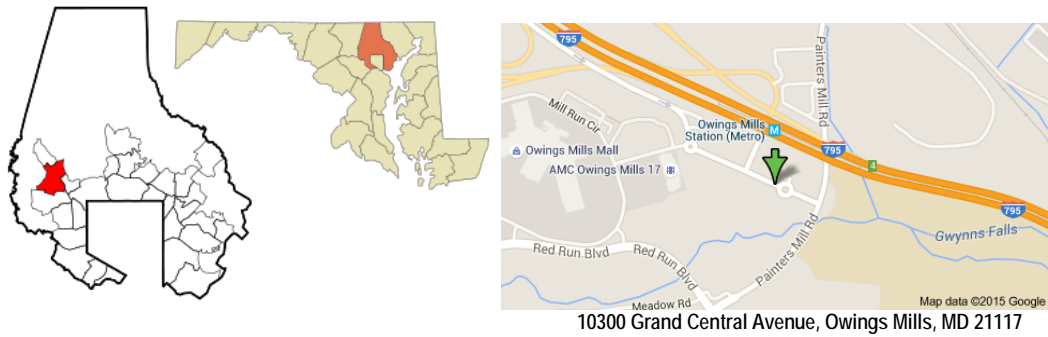 795
Painters Mill Rd
Mill Run Cir
Owings Mills
Station (Metro)
M
Owings Mills Mall
795
AMC Owings Mills 17
4
795
Painters Mill Rd
Gwynns Falls
Red Run Blvd
Red Run Blvd
Meadow Rd
Map data ©2015 Google
10300 Grand Central Avenue, Owings Mills, MD 21117